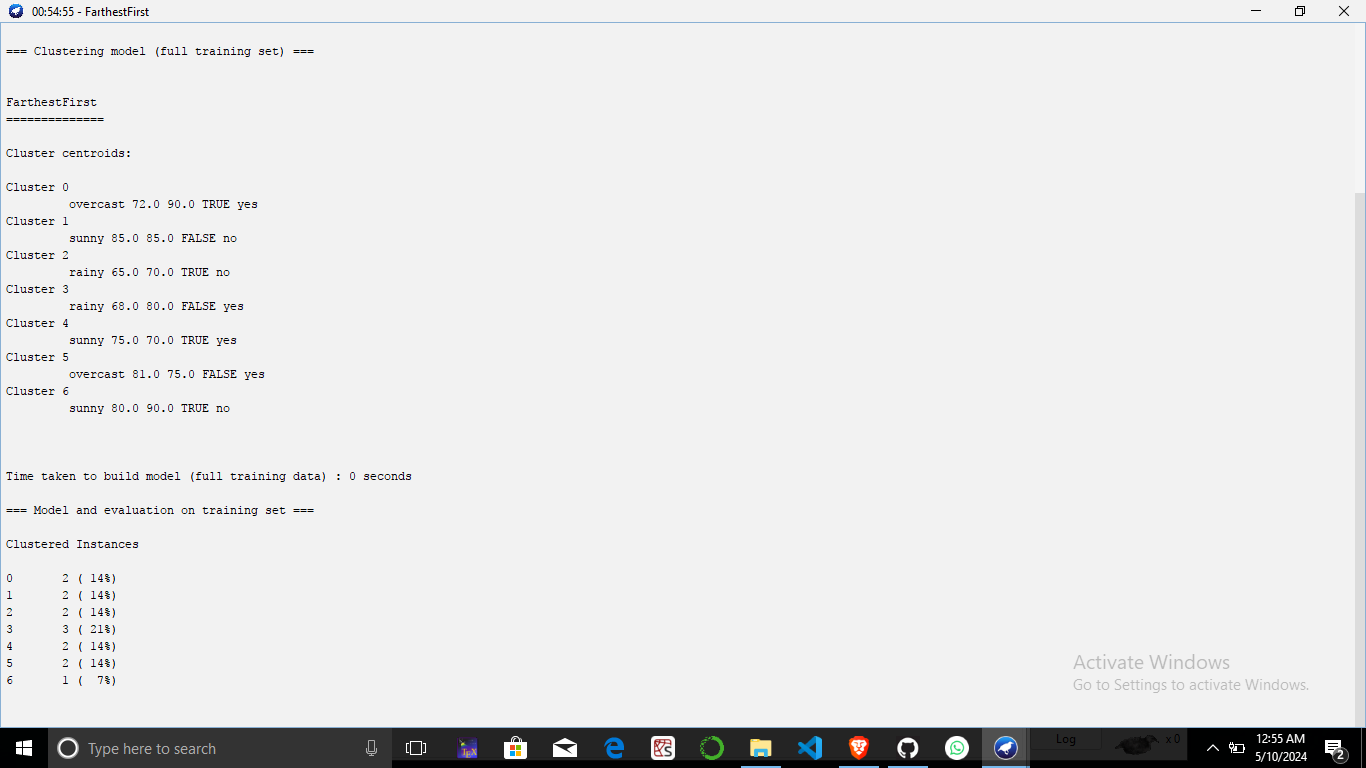 00:54:55 - FarthestFirst
=== Clustering model (full training set) ===
FarthestFirst
==============
Cluster centroids:
Cluster 0
overcast 72.0 90.0 TRUE yes
Cluster 1
sunny 85.0 85.0 FALSE no
Cluster 2
rainy 65.0 70.0 TRUE no
Cluster 3
rainy 68.0 80.0 FALSE yes
Cluster 4
sunny 75.0 70.0 TRUE yes
Cluster 5
overcast 81.0 75.0 FALSE yes
Cluster 6
sunny 80.0 90.0 TRUE no
Time taken to build model (full training data) : 0 seconds
=== Model and evaluation on training set ===
Clustered Instances
0 2 ( 14%)
1 2 ( 14%)
2 2 ( 14%)
3 3 ( 21%)
4 2 ( 14%)
5 2 ( 14%)
6 1 ( 7%)
Activate Windows
Go to Settings to activate Windows.
Type here to search
Log
x 0
12:55 AM
5/10/2024
2